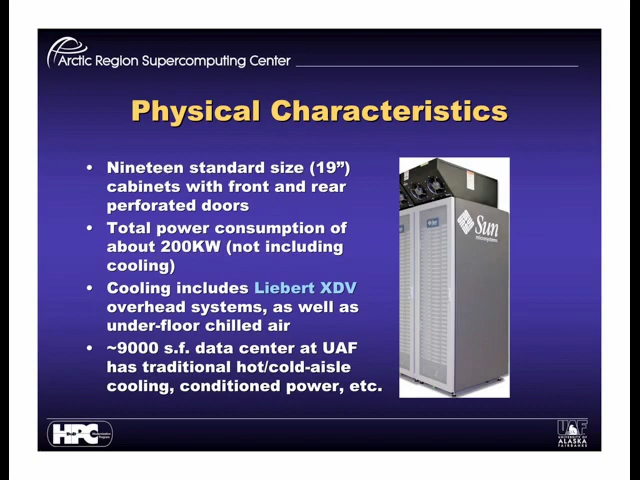 Arctic Region Supercomputing Center
Physical Characteristics
• Nineteen standard size (19”)
cabinets with front and rear
perforated doors
• Total power consumption of
about 200KW (not including
cooling)
• Cooling includes Liebert XDV
overhead systems, as well as
under-floor chilled air
• ~9000 s.f. data center at UAF
has traditional hot/cold-aisle
cooling, conditioned power, etc.
Sun
microsystems
HPC
UAF
UNIVERSITY OF
ALASKA
FAIRBANKS